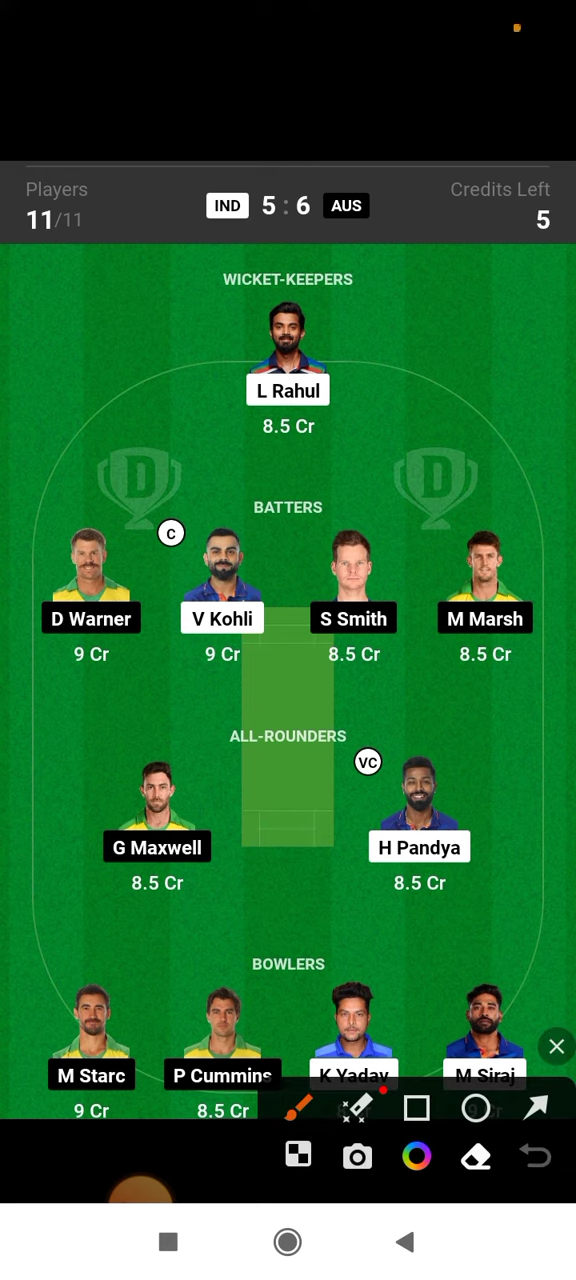 Players
Credits Left
11/11
IND 5 : 6 AUS
5
WICKET-KEEPERS
L Rahul
8.5 Cr
D D
BATTERS
C
D Warner V Kohli S Smith M Marsh
9 Cr 9 Cr 8.5 Cr 8.5 Cr
ALL-ROUNDERS
VC
G Maxwell H Pandya
8.5 Cr 8.5 Cr
BOWLERS
M Starc P Cummins K Yadav M Siraj
9 Cr 8.5 Cr